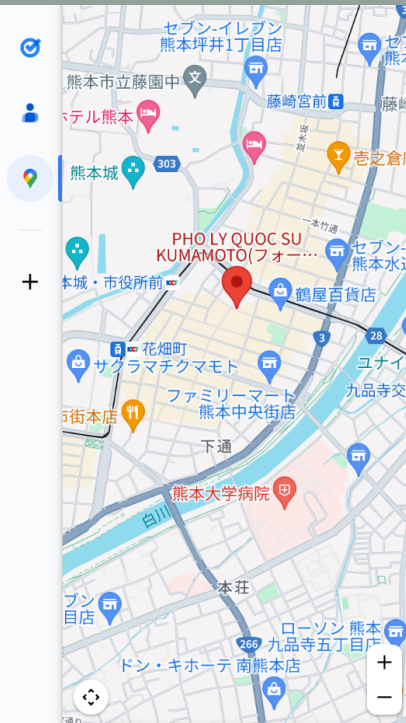 セブン-イレブン
熊本坪井1丁目店
熊本市立藤園中
藤崎宮前
ホテル熊本
並木坂
303
壱之倉
熊本城
一本竹通
PHO LY QUOC SU
KUMAMOTO(フォー…
セブン-
熊本水
本城・市役所前
鶴屋百貨店
3
28
花畑町
サクラマチクマモト
ユナイ
九品寺交
ファミリーマート
熊本中央街店
市街本店
下通
熊本大学病院
白川
本荘
ブン
目店
266
ローソン 熊本
九品寺五丁目店
ドン・キホーテ 南熊本店